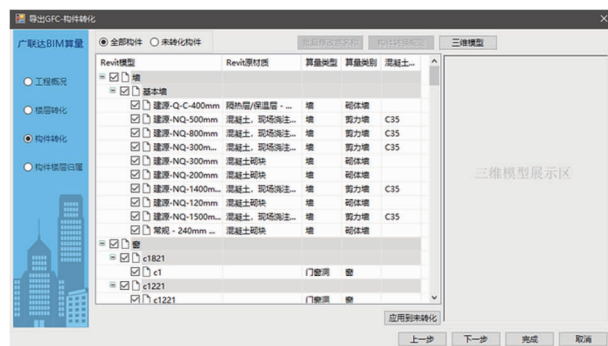 导出GFC-构件转化
广联达BIM算量
全部构件 未转化构件
三维模型
工程概况
楼层转化
构件转化
构件楼层归属
Revit模型 Revit原材质 算量类型 算量类别 混凝土...
墙
基本墙
建源-Q-C-400mm 隔热层/保温层 - ... 墙 砌体墙
建源-NQ-500mm 混凝土, 现场浇注... 墙 剪力墙 C35
建源-NQ-800mm 混凝土, 现场浇注... 墙 剪力墙 C35
建源-NQ-300m... 混凝土, 现场浇注... 墙 剪力墙 C35
建源-NQ-300mm 混凝土砌块 墙 砌体墙
建源-NQ-200mm 混凝土砌块 墙 砌体墙
建源-NQ-1400m... 混凝土, 现场浇注... 墙 剪力墙 C35
建源-NQ-120mm 混凝土砌块 墙 砌体墙
建源-NQ-1500m... 混凝土, 现场浇注... 墙 剪力墙 C35
常规 - 240mm ... 混凝土砌块 墙 砌体墙
窗
c1821
c1 门窗洞 窗
c1221
c1221 门窗洞 窗
三维模型展示区
应用到未转化
上一步 下一步 完成 取消